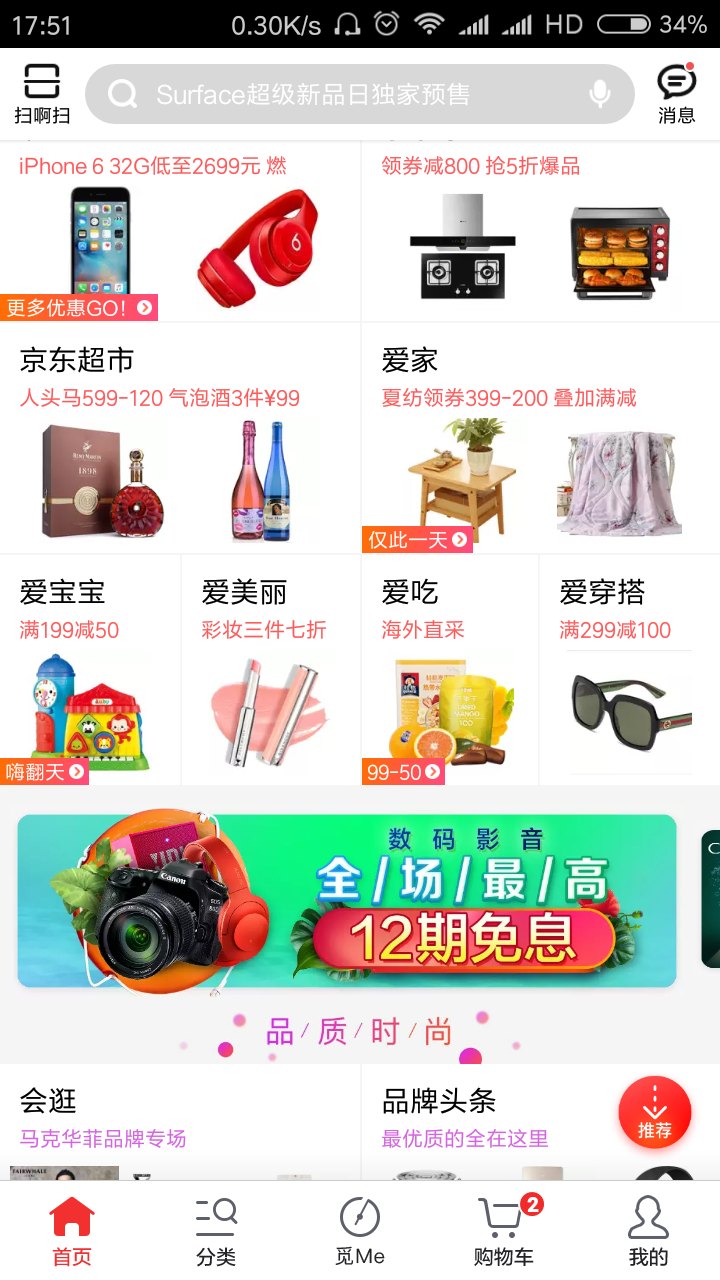 17:51 0.30K/s HD 34%
扫啊扫
Surface超级新品日独家预售
消息
iPhone 6 32G低至2699元 燃
领券减800 抢5折爆品
更多优惠GO!
京东超市
人头马599-120 气泡酒3件¥99
爱家
夏纺领券399-200 叠加满减
RÉMY MARTIN
1898
仅此一天
爱宝宝
满199减50
爱美丽
彩妆三件七折
爱吃
海外直采
爱穿搭
满299减100
嗨翻天
99-50
数码影音
全/场/最/高
12期免息
Canon
品/质/时/尚
会逛
马克华菲品牌专场
品牌头条
最优质的全在这里
推荐
FAIRWHALE
首页
分类
觅Me
购物车
2
我的